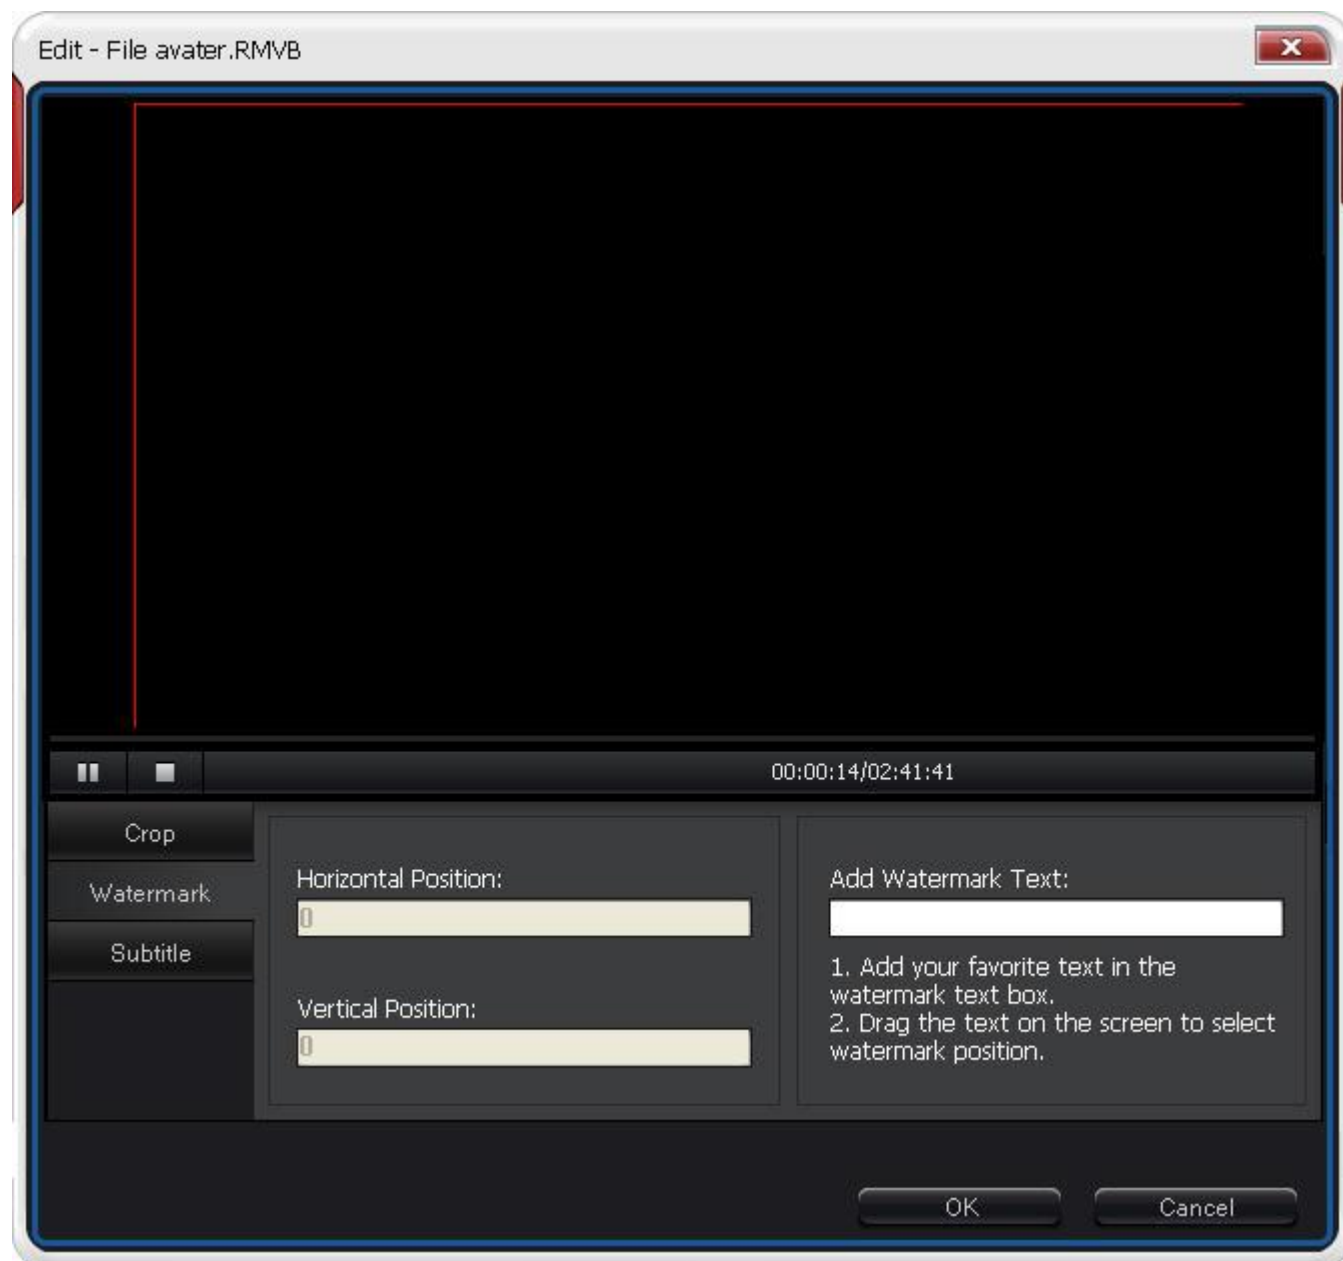 Edit - File avater.RMVB
00:00:14/02:41:41
Crop
Watermark
Subtitle
Horizontal Position:
0
Vertical Position:
0
Add Watermark Text:
1. Add your favorite text in the
watermark text box.
2. Drag the text on the screen to select
watermark position.
OK
Cancel